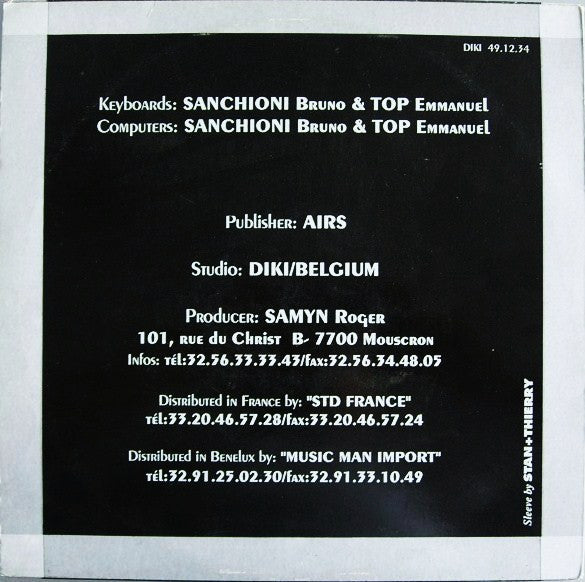 DIKI 49.12.34
Keyboards: SANCHIONI Bruno & TOP Emmanuel
Computers: SANCHIONI Bruno & TOP Emmanuel
Publisher: AIRS
Studio: DIKI/BELGIUM
Producer: SAMYN Roger
101, rue du Christ B- 7700 Mouscron
Infos: tél:32.56.33.33.43/fax:32.56.34.48.05
Distributed in France by: "STD FRANCE"
tél:33.20.46.57.28/fax:33.20.46.57.24
Distributed in Benelux by: "MUSIC MAN IMPORT"
tél:32.91.25.02.30/fax:32.91.33.10.49
Sleeve by STAN+THIERRY